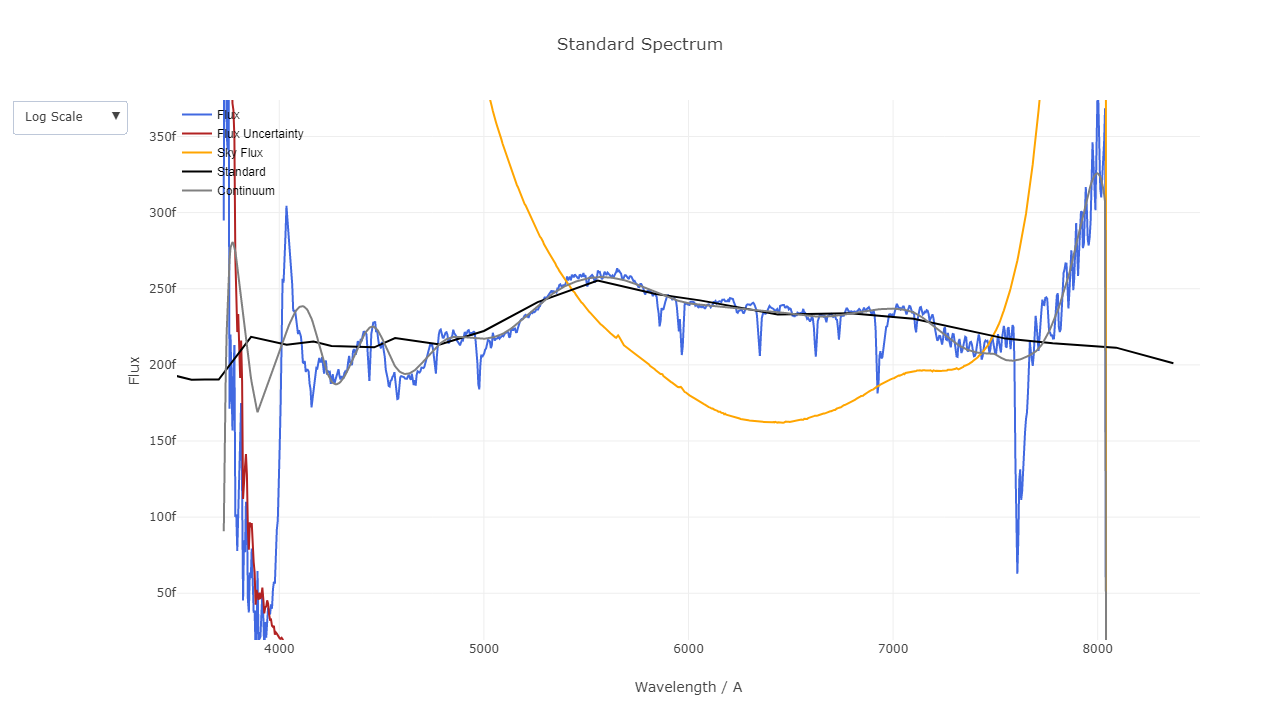 Standard Spectrum
Log Scale ▼
Flux
Flux Uncertainty
Sky Flux
Standard
Continuum
350f
300f
250f
200f
150f
100f
50f
Flux
4000 5000 6000 7000 8000
Wavelength / A